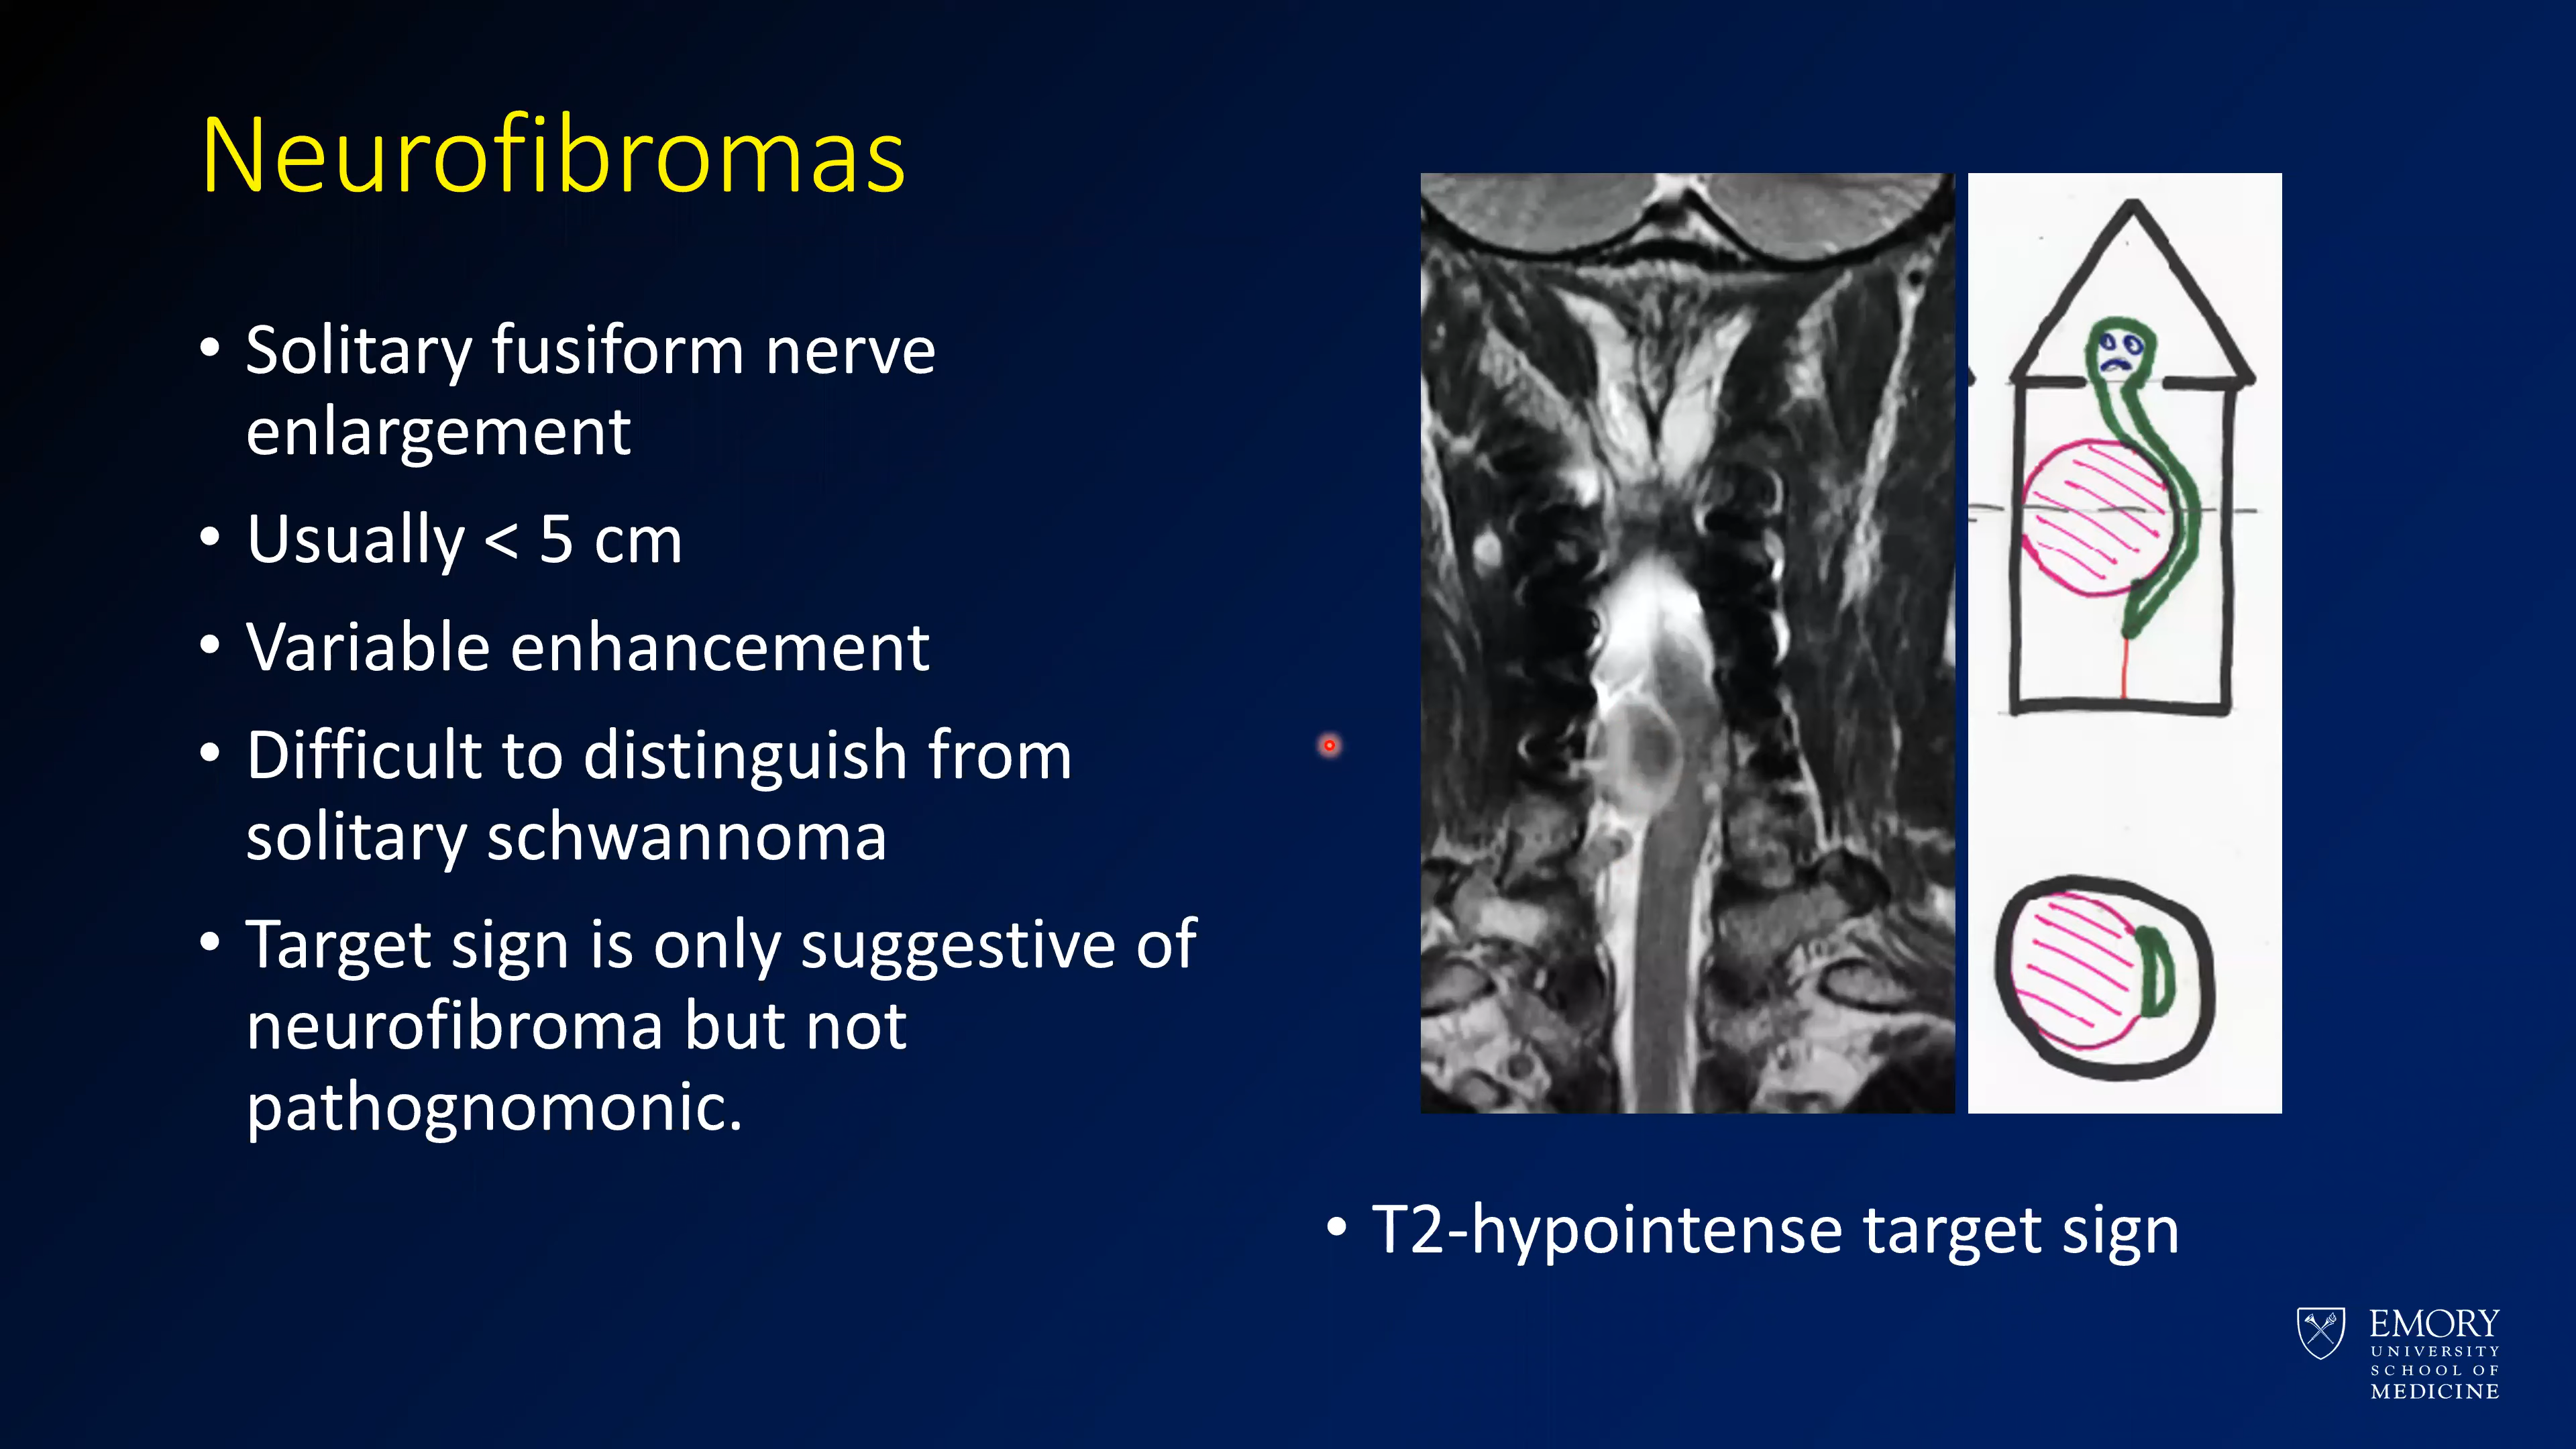 Neurofibromas
• Solitary fusiform nerve
enlargement
• Usually < 5 cm
• Variable enhancement
• Difficult to distinguish from
solitary schwannoma
• Target sign is only suggestive of
neurofibroma but not
pathognomonic.
• T2-hypointense target sign
EMORY
UNIVERSITY
SCHOOL OF
MEDICINE